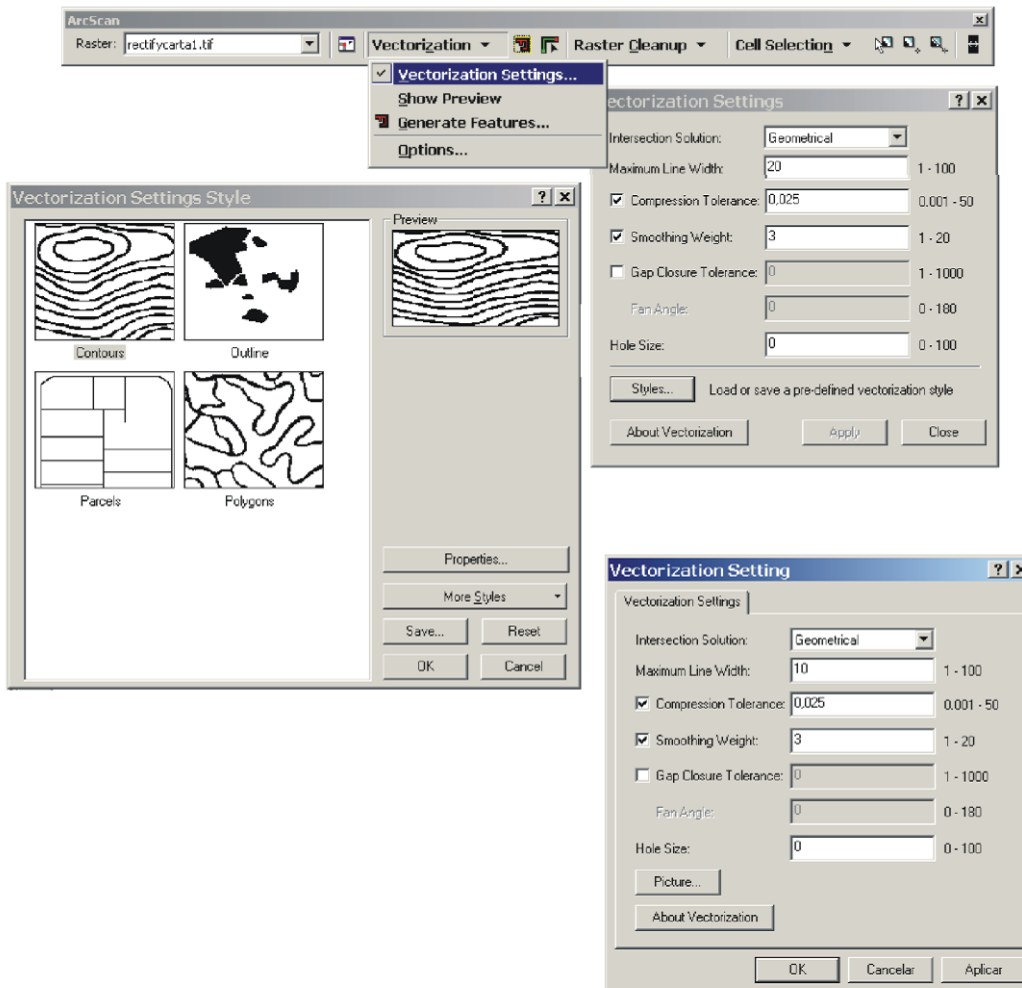 ArcScan
Raster: rectifycarta1.tif Vectorization Raster Cleanup Cell Selection
Vectorization Settings...
Show Preview
Generate Features...
Options...
ectorization Settings
Intersection Solution: Geometrical
Maximum Line Width: 20 1 - 100
Compression Tolerance: 0,025 0.001 - 50
Smoothing Weight: 3 1 - 20
Gap Closure Tolerance: 0 1 - 1000
Fan Angle: 0 0 - 180
Hole Size: 0 0 - 100
Styles... Load or save a pre-defined vectorization style
About Vectorization Apply Close
Vectorization Settings Style
Contours
Outline
Parcels
Polygons
Preview
Properties...
More Styles
Save... Reset
OK Cancel
Vectorization Setting
Vectorization Settings
Intersection Solution: Geometrical
Maximum Line Width: 10 1 - 100
Compression Tolerance: 0,025 0.001 - 50
Smoothing Weight: 3 1 - 20
Gap Closure Tolerance: 0 1 - 1000
Fan Angle: 0 0 - 180
Hole Size: 0 0 - 100
Picture...
About Vectorization
OK Cancelar Aplicar